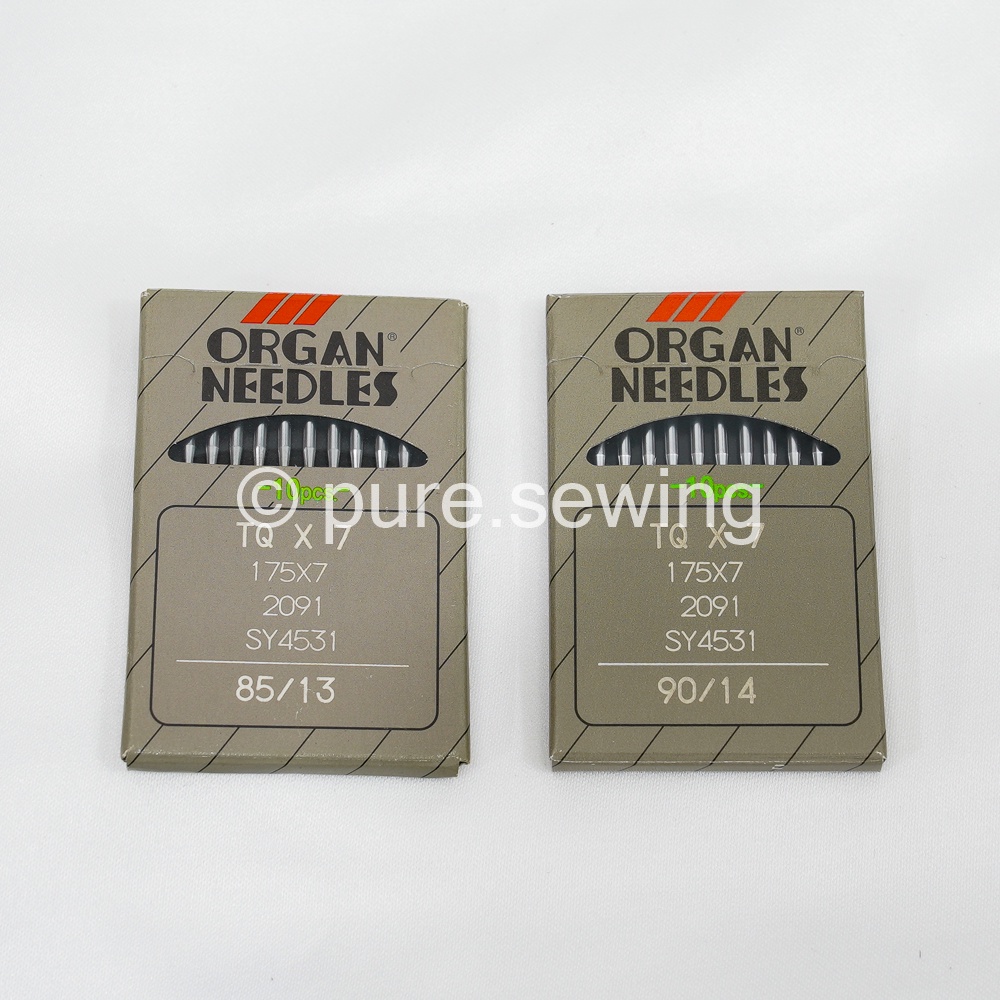 ORGAN®
NEEDLES
-10pcs.-
TQ X 7
175X7
2091
SY4531
85/13
ORGAN®
NEEDLES
-10pcs.-
TQ X 7
175X7
2091
SY4531
90/14
© pure.sewing